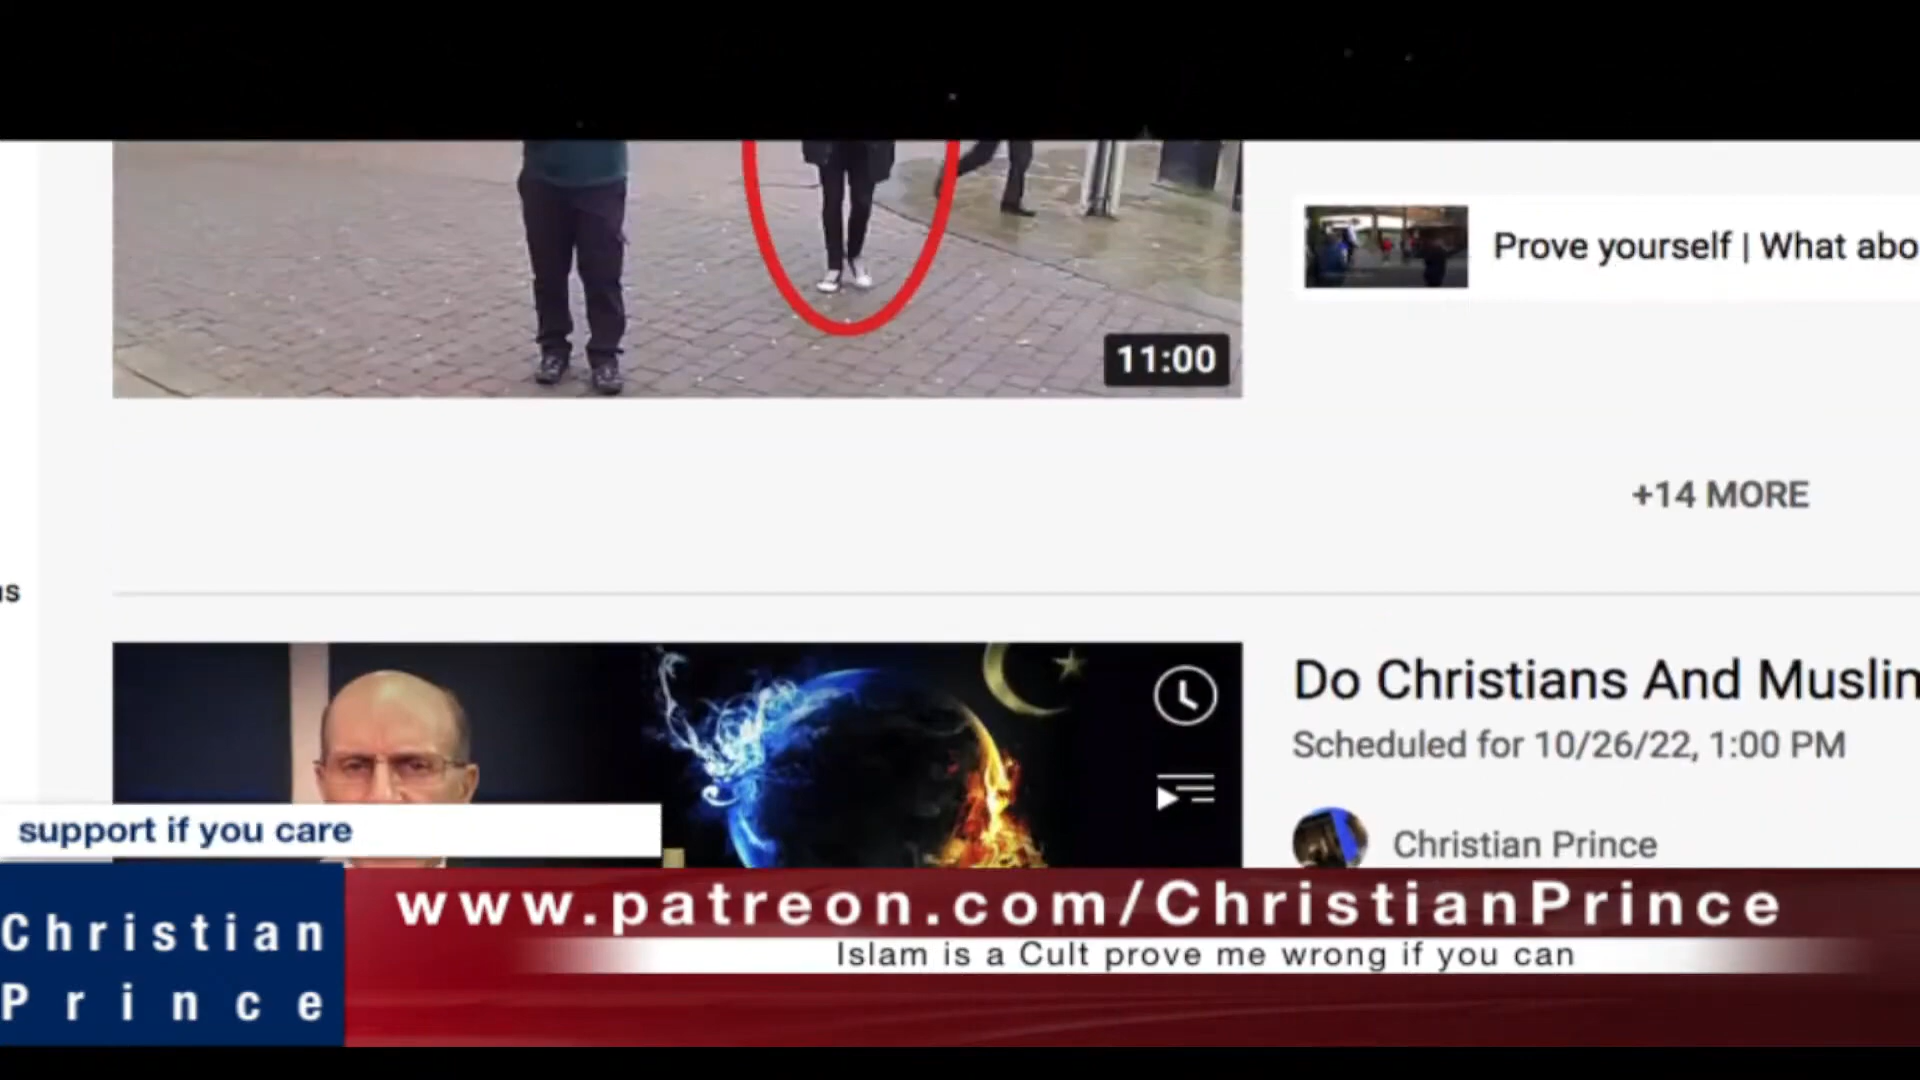 Prove yourself | What abo
11:00
+14 MORE
ns
Do Christians And Muslim
Scheduled for 10/26/22, 1:00 PM
Christian Prince
support if you care
Christian
Prince
www.patreon.com/ChristianPrince
Islam is a Cult prove me wrong if you can